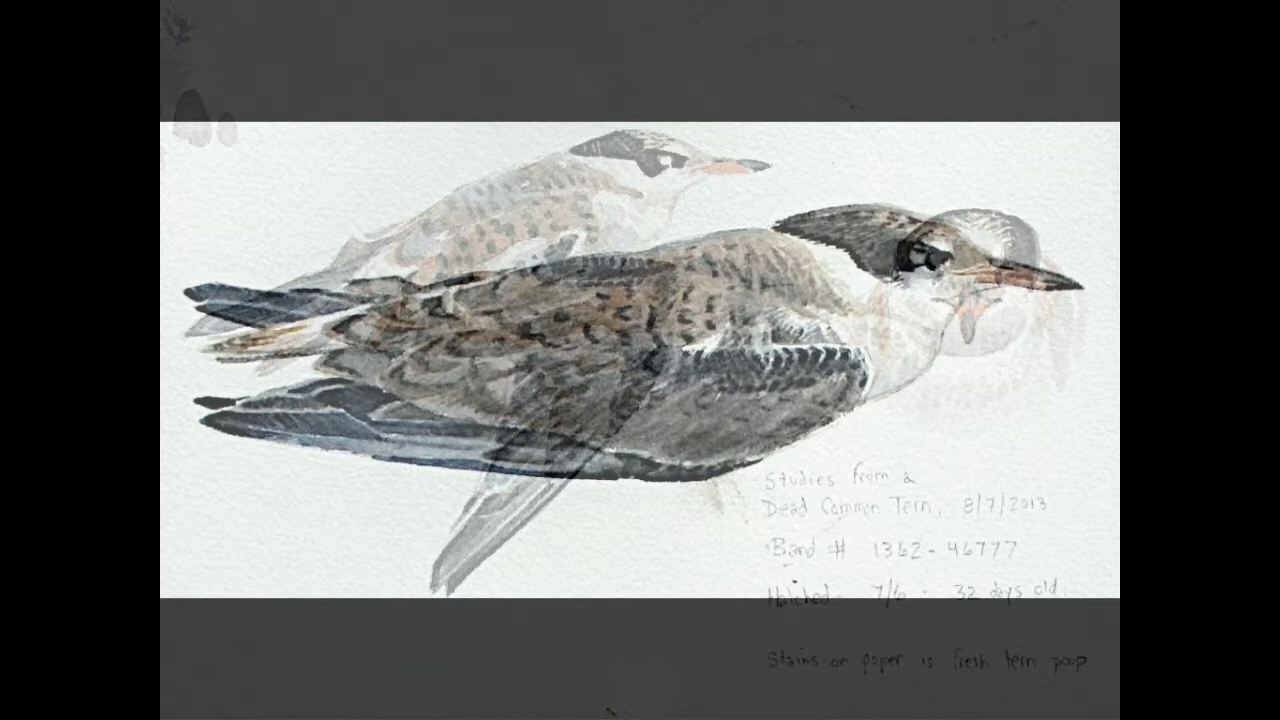 Studies from a
Dead Common Tern, 8/7/2013
Band # 1362-46777
Hatched - 7/6 - 32 days old
Stains on paper is fresh tern poop